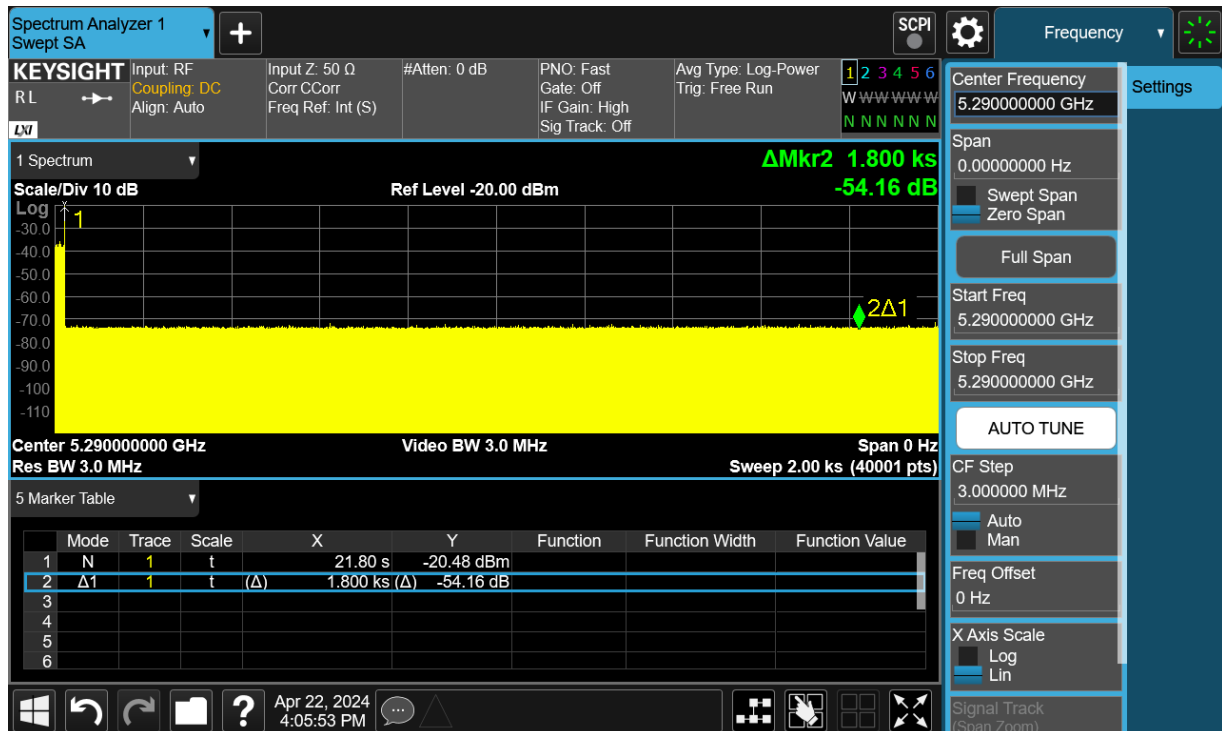 Spectrum Analyzer 1
Swept SA
SCPI
Frequency
KEYSIGHT
RL
LXI
Input: RF
Coupling: DC
Align: Auto
Input Z: 50 Ω
Corr CCorr
Freq Ref: Int (S)
#Atten: 0 dB
PNO: Fast
Gate: Off
IF Gain: High
Sig Track: Off
Avg Type: Log-Power
Trig: Free Run
1 2 3 4 5 6
W W W W W W
N N N N N N
1 Spectrum
ΔMkr2 1.800 ks
-54.16 dB
Scale/Div 10 dB
Ref Level -20.00 dBm
Log
1
-30.0
-40.0
-50.0
-60.0
2Δ1
-70.0
-80.0
-90.0
-100
-110
Center 5.290000000 GHz
Video BW 3.0 MHz
Span 0 Hz
Res BW 3.0 MHz
Sweep 2.00 ks (40001 pts)
5 Marker Table
Mode Trace Scale X Y Function Function Width Function Value
1 N 1 t 21.80 s -20.48 dBm
2 Δ1 1 t (Δ) 1.800 ks (Δ) -54.16 dB
3
4
5
6
Apr 22, 2024
4:05:53 PM
Settings
Center Frequency
5.290000000 GHz
Span
0.00000000 Hz
Swept Span
Zero Span
Full Span
Start Freq
5.290000000 GHz
Stop Freq
5.290000000 GHz
AUTO TUNE
CF Step
3.000000 MHz
Auto
Man
Freq Offset
0 Hz
X Axis Scale
Log
Lin
Signal Track
(Span Zoom)